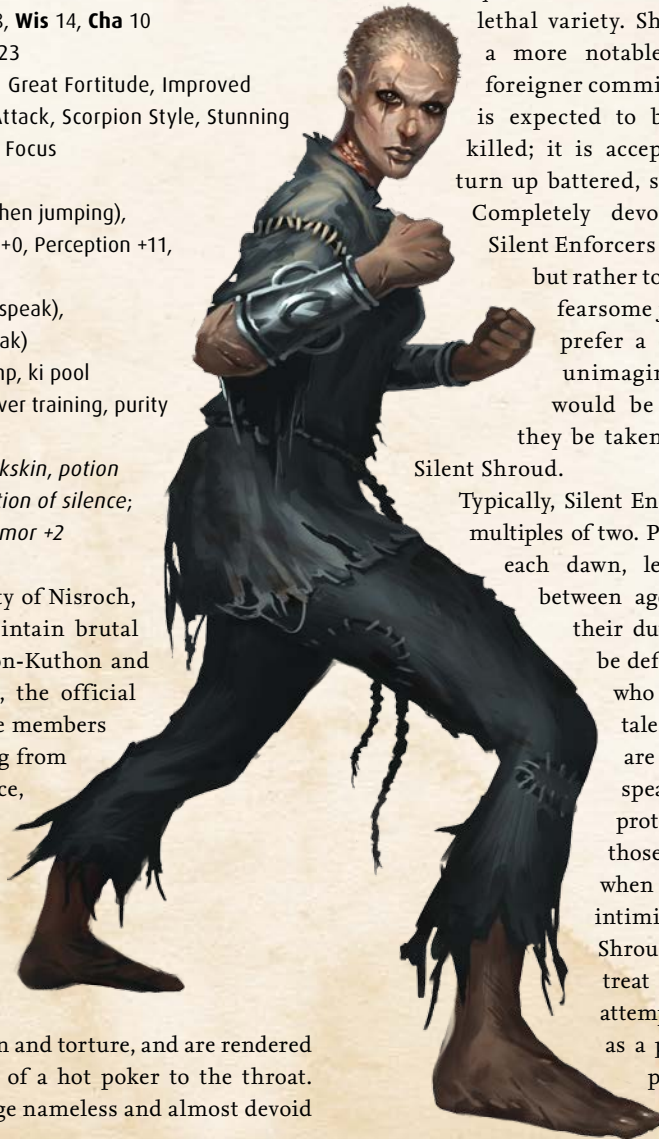 8, Wis 14, Cha 10
23
Great Fortitude, Improved
Attack, Scorpion Style, Stunning
Focus
hen jumping),
+0, Perception +11,
speak),
ak)
mp, ki pool
ver training, purity
kskin, potion
tion of silence;
mor +2
ty of Nisroch,
intain brutal
on-Kuthon and
, the official
e members
g from
ce,
n and torture, and are rendered
of a hot poker to the throat.
ge nameless and almost devoid
lethal variety. Sh
a more notable
foreigner commi
is expected to b
killed; it is accep
turn up battered, s
Completely devo
Silent Enforcers
but rather to
fearsome
prefer a
unimagin
would be
they be taken
Silent Shroud.
Typically, Silent En
multiples of two. P
each dawn, le
between age
their du
be def
who
tale
are
spea
prot
those
when
intimi
Shrou
treat
attemp
as a p
p